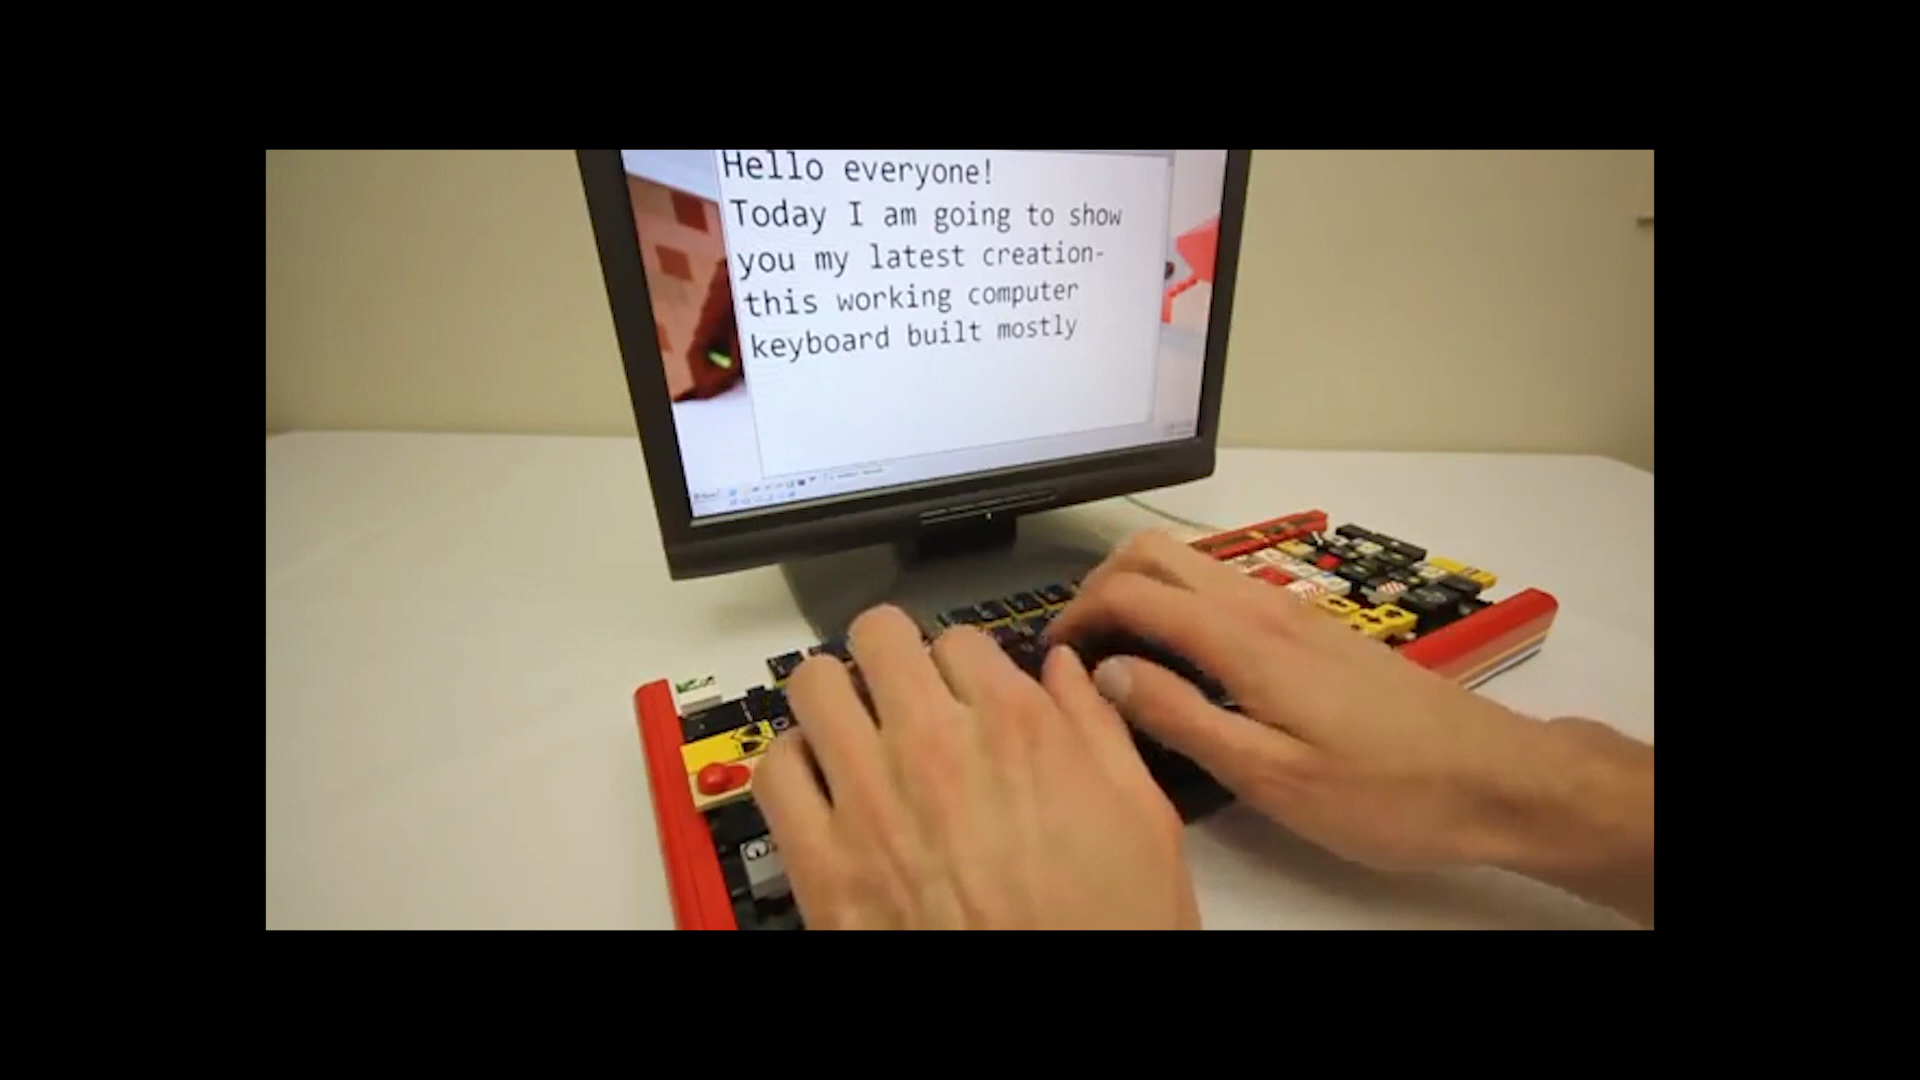 Hello everyone!
Today I am going to show
you my latest creation-
this working computer
keyboard built mostly